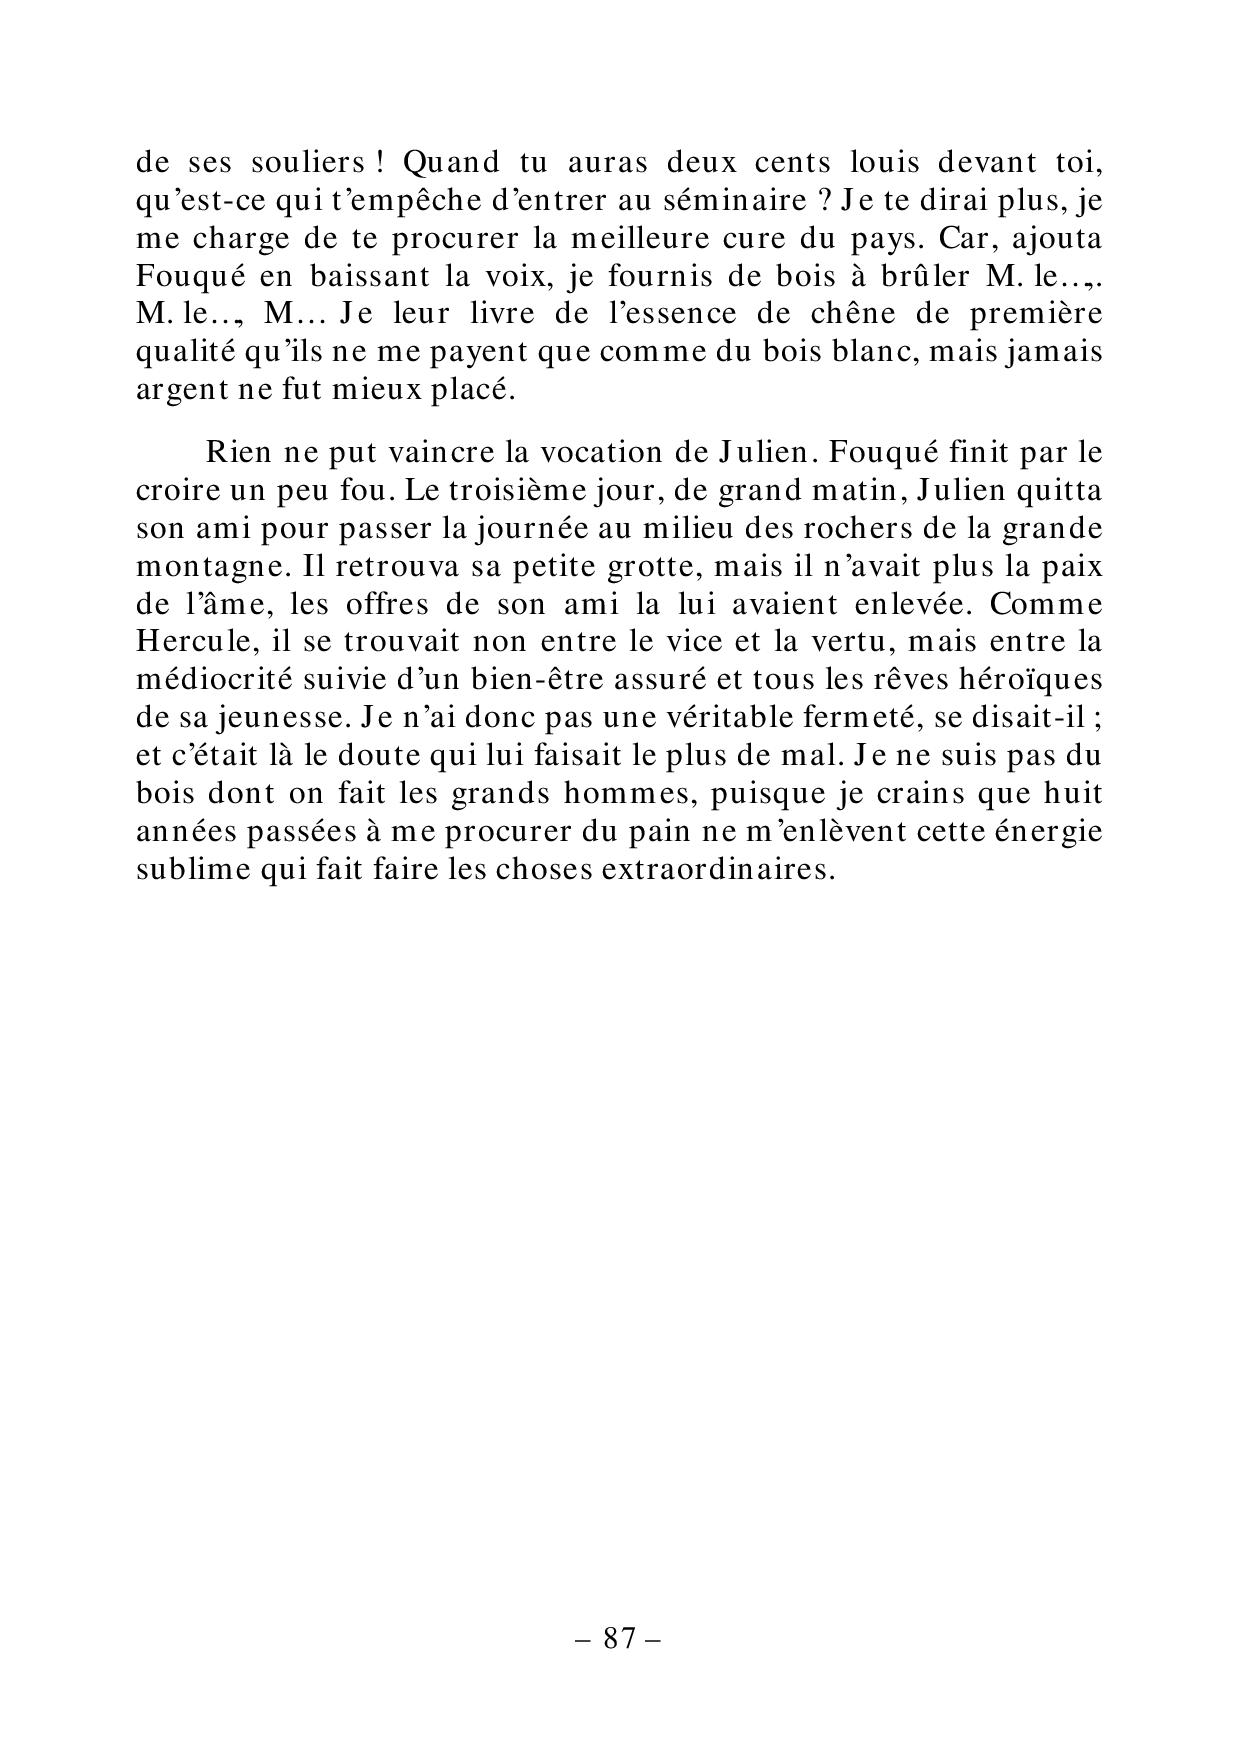 de ses souliers ! Quand tu auras deux cents louis devant toi,
qu’est-ce qui t’empêche d’entrer au séminaire ? Je te dirai plus, je
me charge de te procurer la meilleure cure du pays. Car, ajouta
Fouqué en baissant la voix, je fournis de bois à brûler M. le…,.
M. le…, M… Je leur livre de l’essence de chêne de première
qualité qu’ils ne me payent que comme du bois blanc, mais jamais
argent ne fut mieux placé.
Rien ne put vaincre la vocation de Julien. Fouqué finit par le
croire un peu fou. Le troisième jour, de grand matin, Julien quitta
son ami pour passer la journée au milieu des rochers de la grande
montagne. Il retrouva sa petite grotte, mais il n’avait plus la paix
de l’âme, les offres de son ami la lui avaient enlevée. Comme
Hercule, il se trouvait non entre le vice et la vertu, mais entre la
médiocrité suivie d’un bien-être assuré et tous les rêves héroïques
de sa jeunesse. Je n’ai donc pas une véritable fermeté, se disait-il ;
et c’était là le doute qui lui faisait le plus de mal. Je ne suis pas du
bois dont on fait les grands hommes, puisque je crains que huit
années passées à me procurer du pain ne m’enlèvent cette énergie
sublime qui fait faire les choses extraordinaires.
– 87 –